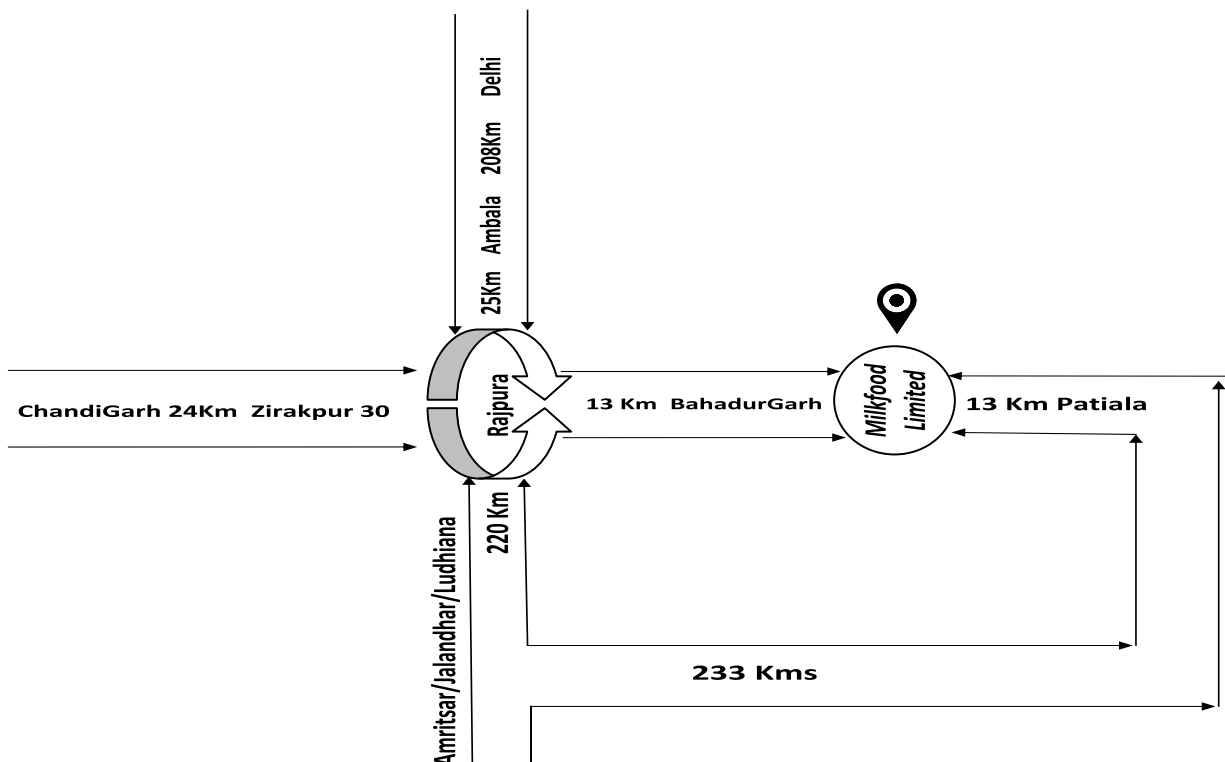 25Km Ambala 208Km Delhi
ChandiGarh 24Km Zirakpur 30
Rajpura
13 Km BahadurGarh
Milkfood
Limited
13 Km Patiala
Amritsar/Jalandhar/Ludhiana
220 Km
233 Kms